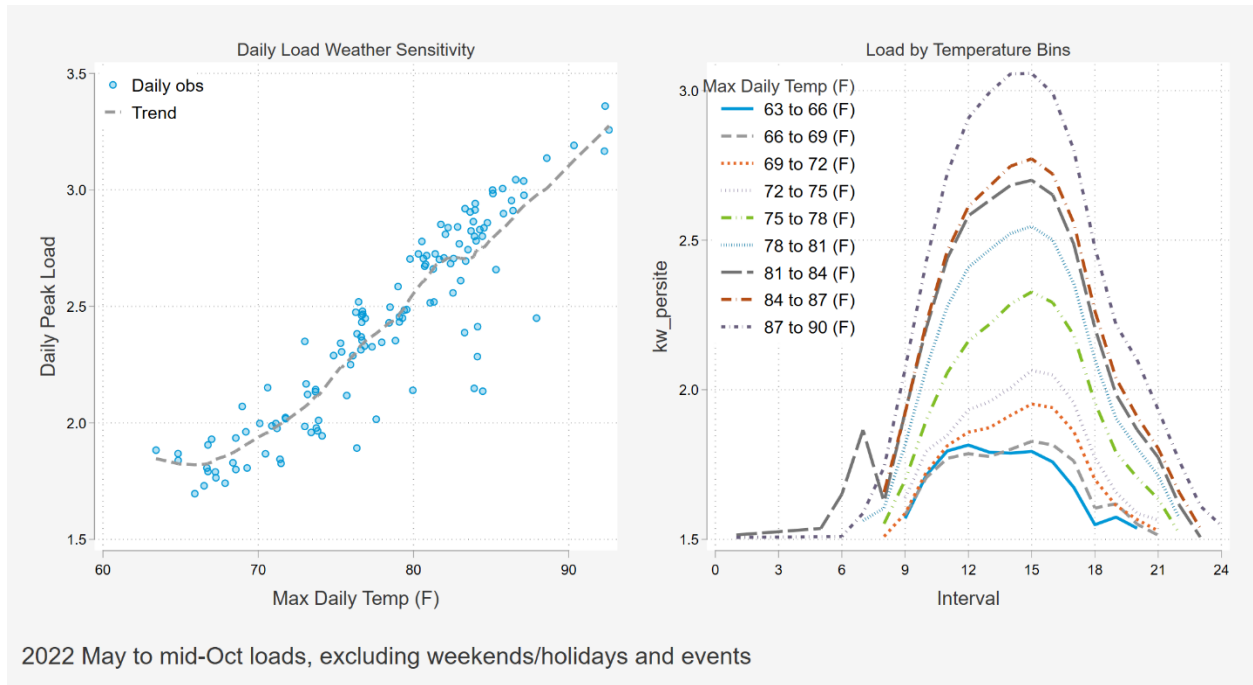 Daily Load Weather Sensitivity
3.5
3.0
2.5
2.0
1.5
Daily Peak Load
Daily obs
Trend
60
70
80
90
Max Daily Temp (F)
Load by Temperature Bins
3.0
2.5
2.0
1.5
kw_persite
Max Daily Temp (F)
63 to 66 (F)
66 to 69 (F)
69 to 72 (F)
72 to 75 (F)
75 to 78 (F)
78 to 81 (F)
81 to 84 (F)
84 to 87 (F)
87 to 90 (F)
0
3
6
9
12
15
18
21
24
Interval
2022 May to mid-Oct loads, excluding weekends/holidays and events